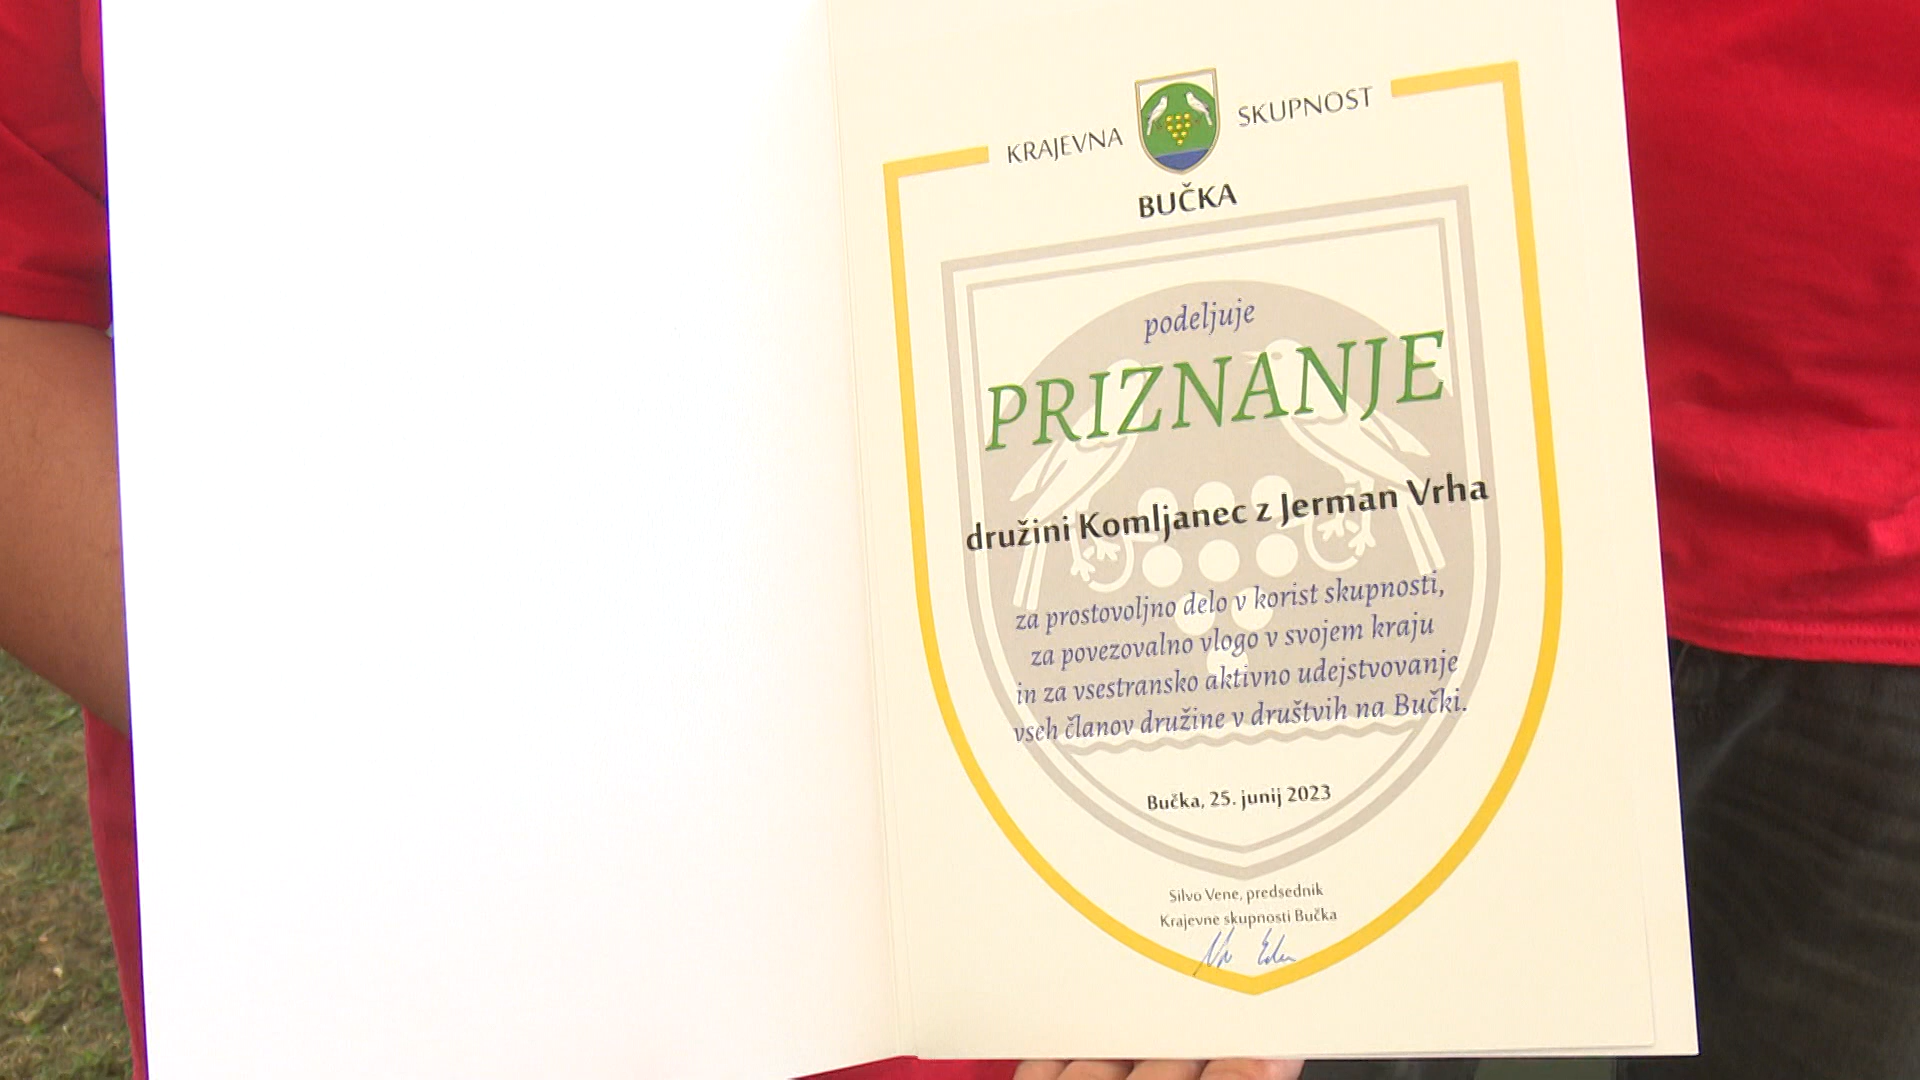 KRAJEVNA SKUPNOST
BUČKA
podeljuje
PRIZNANJE
družini Komljanec z Jerman Vrha
za prostovoljno delo v korist skupnosti,
za povezovalno vlogo v svojem kraju
in za vsestransko aktivno udejstvovanje
vseh članov družine v društvih na Bučki.
Bučka, 25. junij 2023
Silvo Vene, predsednik
Krajevne skupnosti Bučka